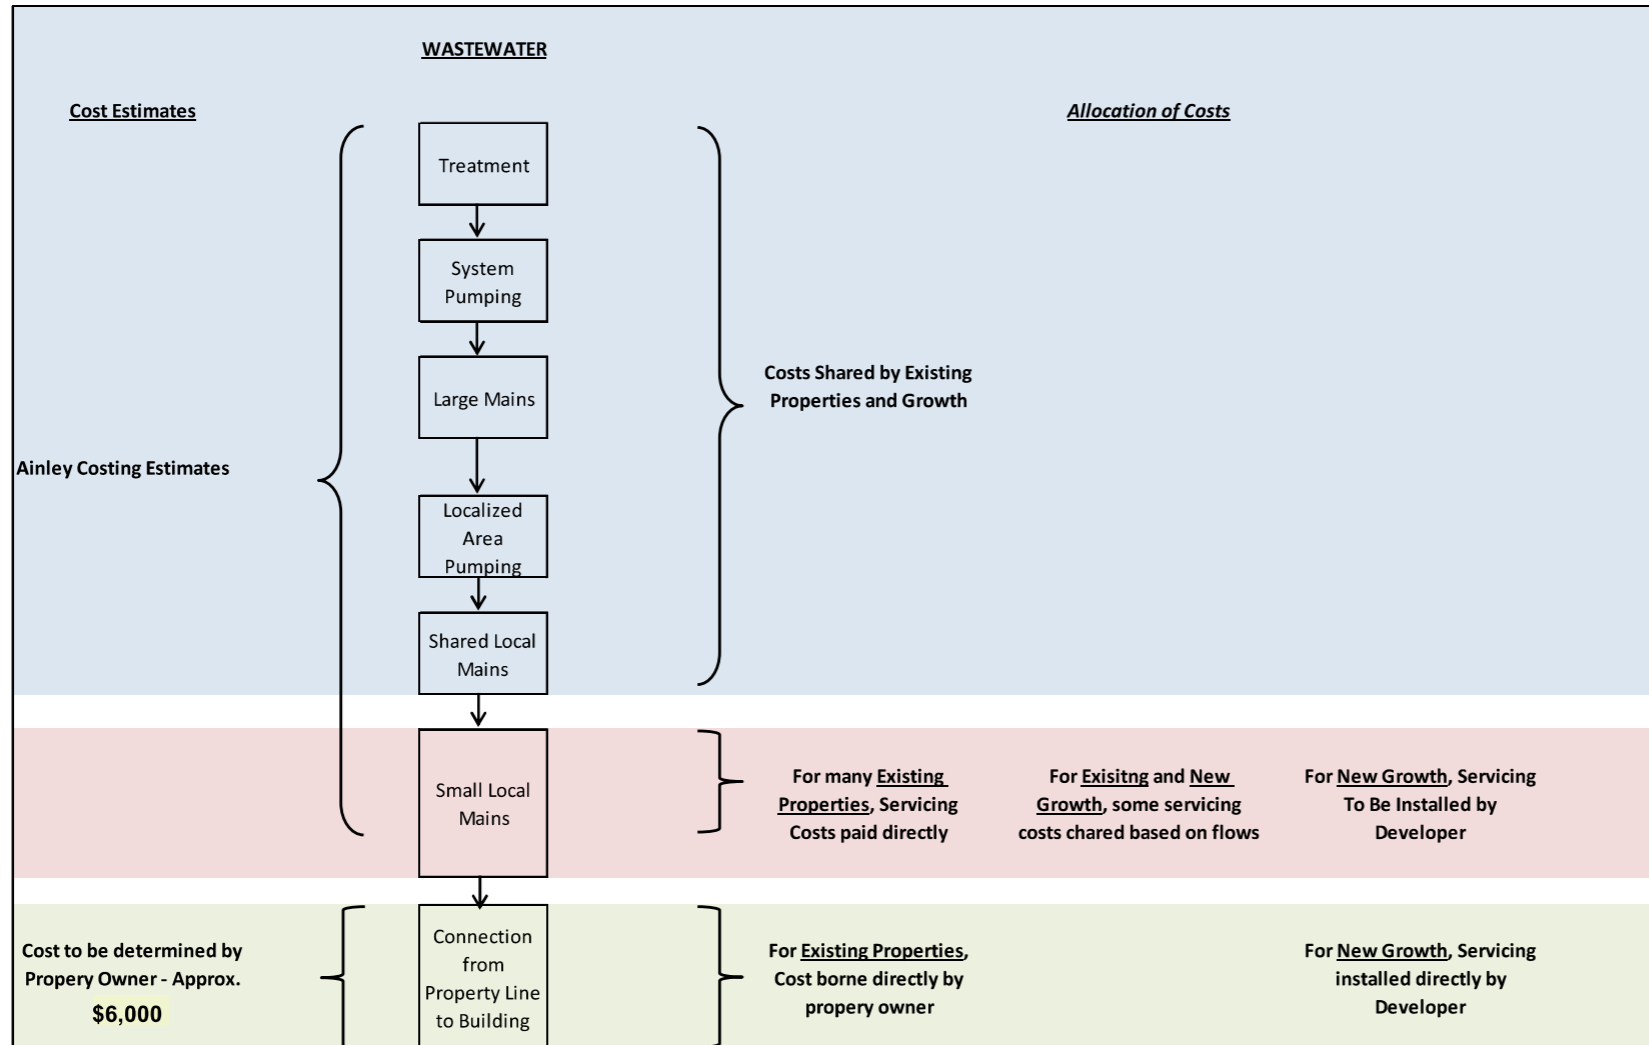 WASTEWATER
Cost Estimates
Allocation of Costs
Treatment
System
Pumping
Large Mains
Costs Shared by Existing
Properties and Growth
Ainley Costing Estimates
Localized
Area
Pumping
Shared Local
Mains
Small Local
Mains
For many Existing
Properties, Servicing
Costs paid directly
For Exisitng and New
Growth, some servicing
costs chared based on flows
For New Growth, Servicing
To Be Installed by
Developer
Cost to be determined by
Propery Owner - Approx.
$6,000
Connection
from
Property Line
to Building
For Existing Properties,
Cost borne directly by
propery owner
For New Growth, Servicing
installed directly by
Developer